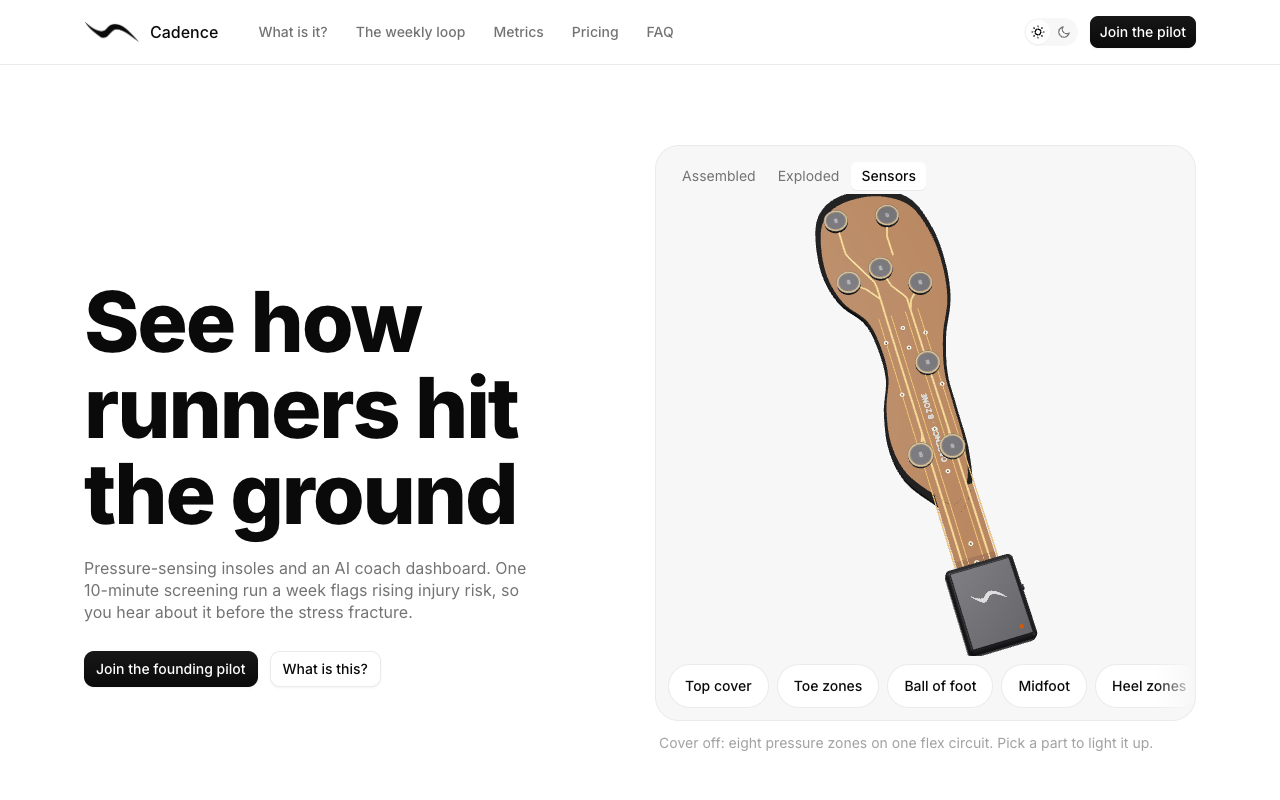 Cadence
What is it?
The weekly loop
Metrics
Pricing
FAQ
Join the pilot
See how
runners hit
the ground
Pressure-sensing insoles and an AI coach dashboard. One
10-minute screening run a week flags rising injury risk, so
you hear about it before the stress fracture.
Join the founding pilot
What is this?
Assembled
Exploded
Sensors
8 ZONE
Top cover
Toe zones
Ball of foot
Midfoot
Heel zones
Cover off: eight pressure zones on one flex circuit. Pick a part to light it up.